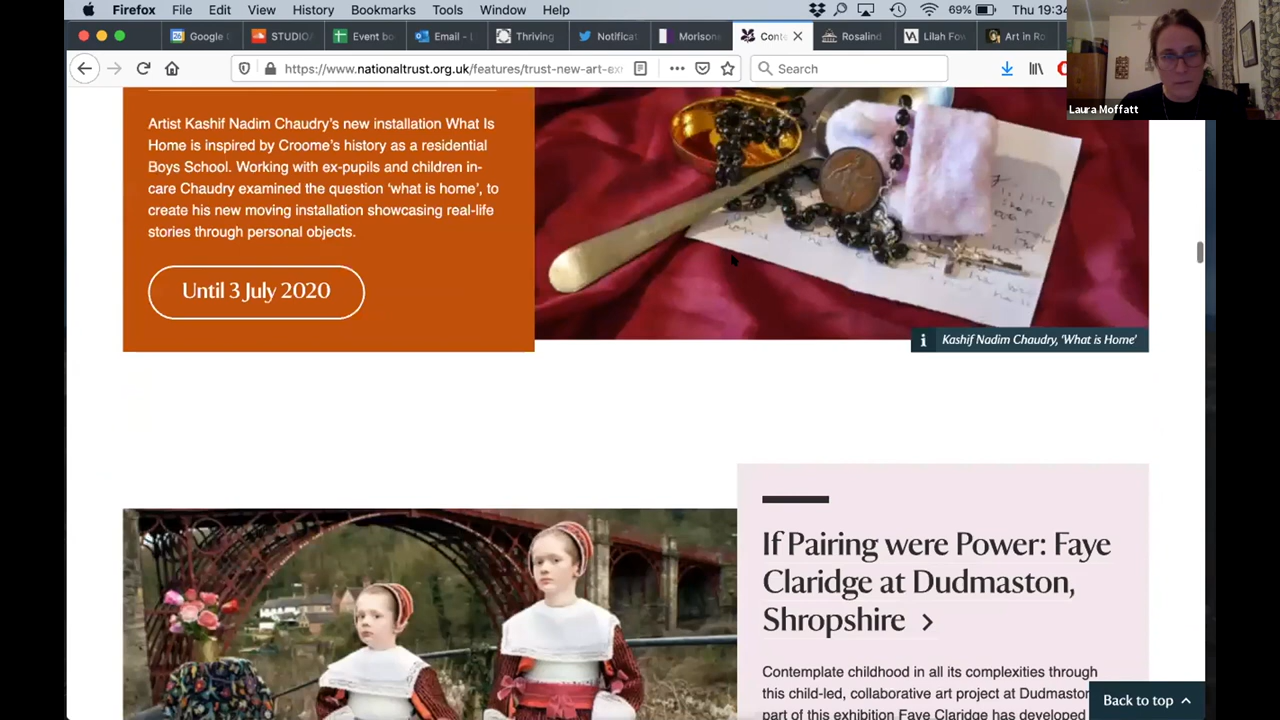 Firefox File Edit View History Bookmarks Tools Window Help
69% Thu 19:34
Google
STUDIO
Event bo
Email -
Thriving
Notificat
Morison
Conte
Rosalind
Lilah Fow
Art in Ro
https://www.nationaltrust.org.uk/features/trust-new-art-ex
Search
Laura Moffatt
Artist Kashif Nadim Chaudry's new installation What Is
Home is inspired by Croome's history as a residential
Boys School. Working with ex-pupils and children in-
care Chaudry examined the question 'what is home', to
create his new moving installation showcasing real-life
stories through personal objects.
Until 3 July 2020
i Kashif Nadim Chaudry, 'What is Home'
If Pairing were Power: Faye
Claridge at Dudmaston,
Shropshire >
Contemplate childhood in all its complexities through
this child-led, collaborative art project at Dudmaston
part of this exhibition Faye Claridge has developed
Back to top